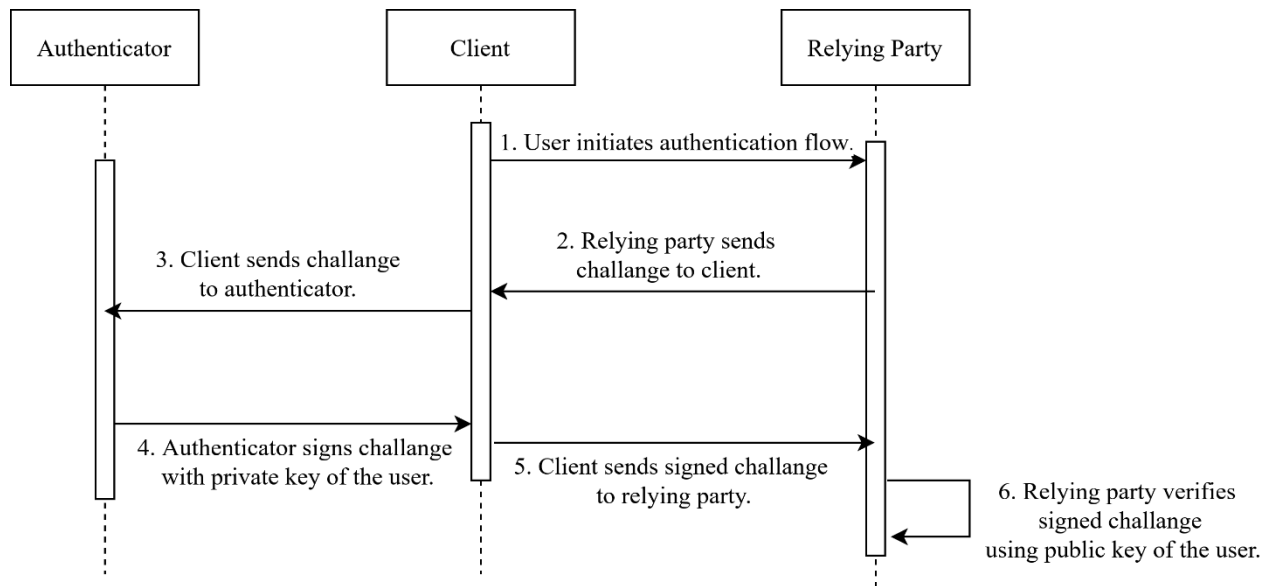 Authenticator
Client
Relying Party
1. User initiates authentication flow.
2. Relying party sends
challange to client.
3. Client sends challange
to authenticator.
4. Authenticator signs challange
with private key of the user.
5. Client sends signed challange
to relying party.
6. Relying party verifies
signed challange
using public key of the user.